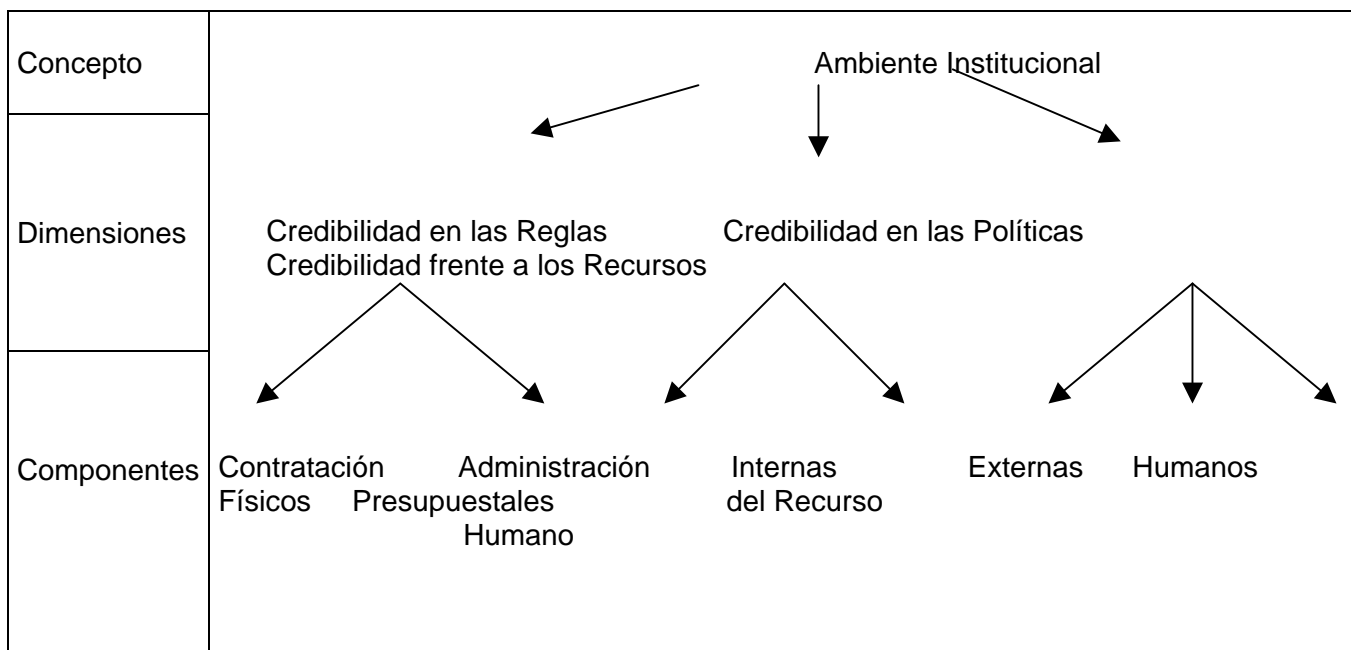 Concepto
Ambiente Institucional
Dimensiones
Credibilidad en las Reglas Credibilidad en las Políticas
Credibilidad frente a los Recursos
Componentes
Contratación Administración Internas Externas Humanos
Físicos Presupuestales del Recurso
Humano